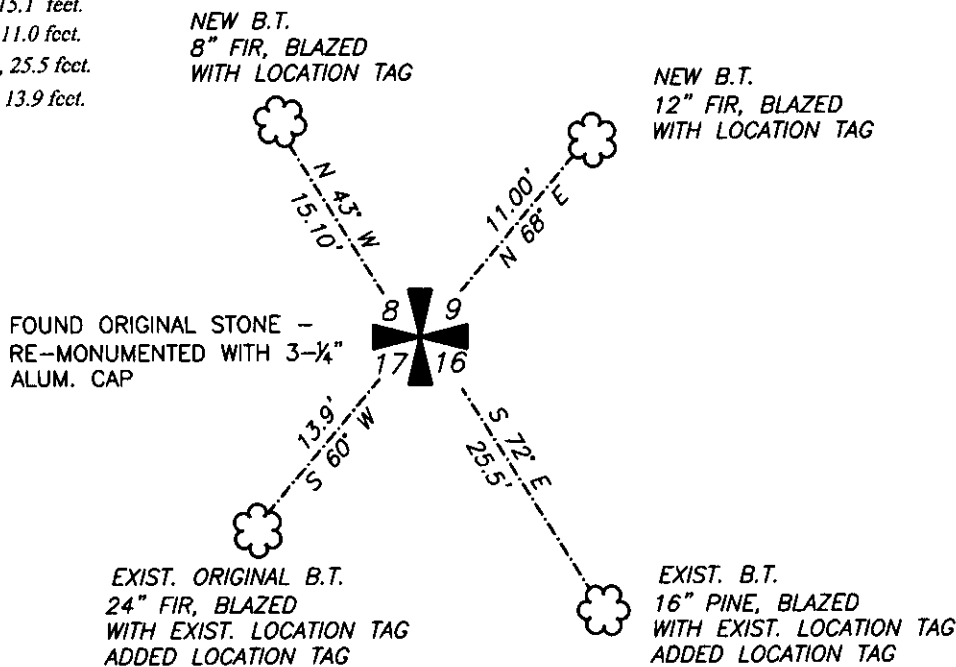 15.1 feet.
11.0 feet.
, 25.5 feet.
13.9 feet.
NEW B.T.
8" FIR, BLAZED
WITH LOCATION TAG
NEW B.T.
12" FIR, BLAZED
WITH LOCATION TAG
N 43° W
15.10'
11.00'
N 68° E
8 9
17 16
FOUND ORIGINAL STONE –
RE–MONUMENTED WITH 3–¼"
ALUM. CAP
13.9'
S 60° W
S 72° E
25.5'
EXIST. ORIGINAL B.T.
24" FIR, BLAZED
WITH EXIST. LOCATION TAG
ADDED LOCATION TAG
EXIST. B.T.
16" PINE, BLAZED
WITH EXIST. LOCATION TAG
ADDED LOCATION TAG